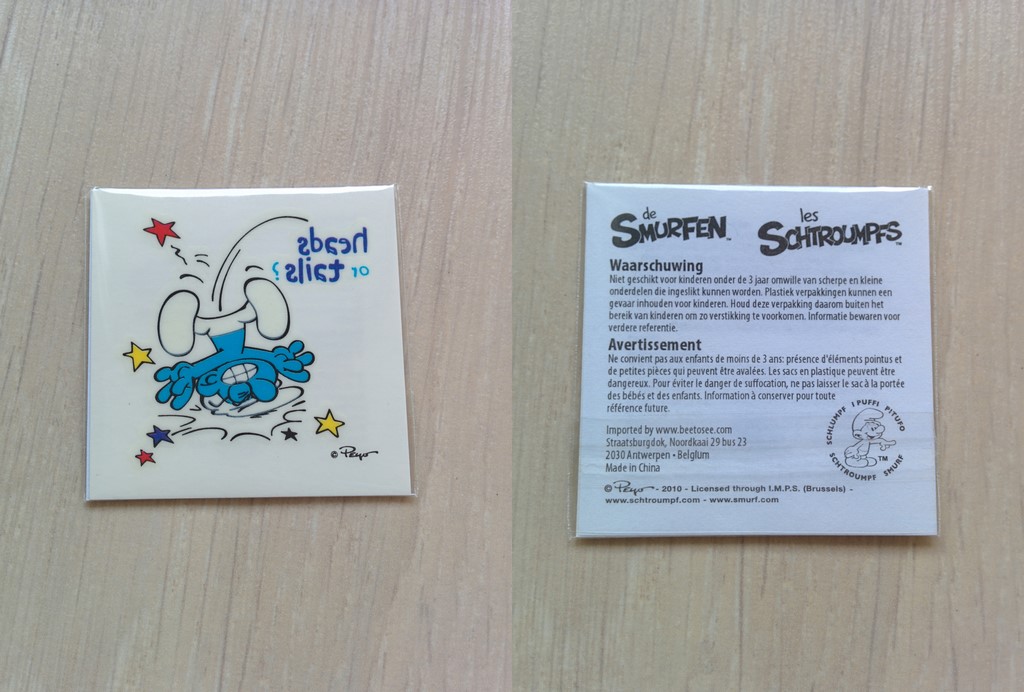 heads
or tails?
© Peyo
de
SMURFEN™
les
SCHTROUMPFS™
Waarschuwing
Niet geschikt voor kinderen onder de 3 jaar omwille van scherpe en kleine
onderdelen die ingeslikt kunnen worden. Plastiek verpakkingen kunnen een
gevaar inhouden voor kinderen. Houd deze verpakking daarom buiten het
bereik van kinderen om zo verstikking te voorkomen. Informatie bewaren voor
verdere referentie.
Avertissement
Ne convient pas aux enfants de moins de 3 ans: présence d'éléments pointus et
de petites pièces qui peuvent être avalées. Les sacs en plastique peuvent être
dangereux. Pour éviter le danger de suffocation, ne pas laisser le sac à la portée
des bébés et des enfants. Information à conserver pour toute
référence future.
Imported by www.beetosee.com
Straatsburgdok, Noordkaai 29 bus 23
2030 Antwerpen • Belgium
Made in China
SCHLUMPF I PUFFI PITUFO
SCHTROUMPF SMURF
TM
© Peyo - 2010 - Licensed through I.M.P.S. (Brussels) -
www.schtroumpf.com - www.smurf.com